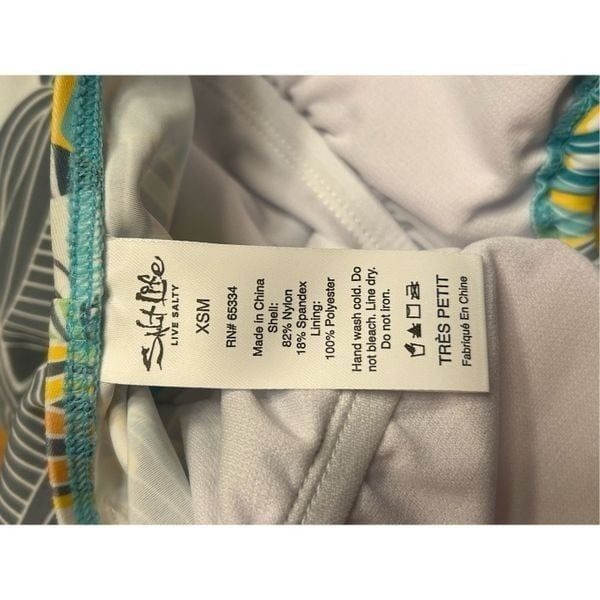 Salt Life
LIVE SALTY
XSM
RN# 65334
Made in China
Shell:
82% Nylon
18% Spandex
Lining:
100% Polyester
Hand wash cold. Do
not bleach. Line dry.
Do not iron.
TRÈS PETIT
Fabriqué En Chine